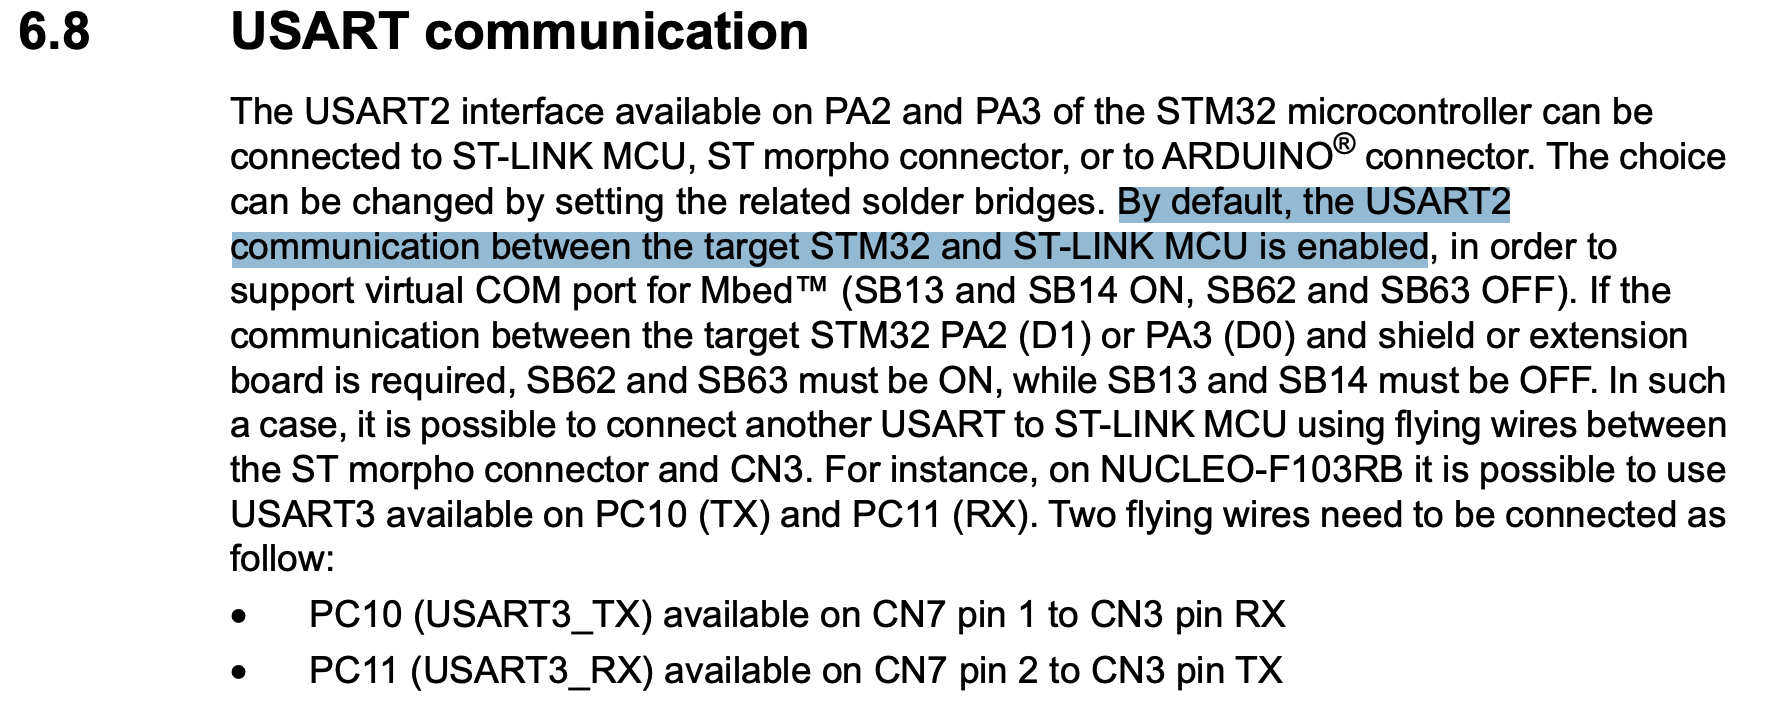 6.8 USART communication
The USART2 interface available on PA2 and PA3 of the STM32 microcontroller can be
connected to ST-LINK MCU, ST morpho connector, or to ARDUINO® connector. The choice
can be changed by setting the related solder bridges. By default, the USART2
communication between the target STM32 and ST-LINK MCU is enabled, in order to
support virtual COM port for Mbed™ (SB13 and SB14 ON, SB62 and SB63 OFF). If the
communication between the target STM32 PA2 (D1) or PA3 (D0) and shield or extension
board is required, SB62 and SB63 must be ON, while SB13 and SB14 must be OFF. In such
a case, it is possible to connect another USART to ST-LINK MCU using flying wires between
the ST morpho connector and CN3. For instance, on NUCLEO-F103RB it is possible to use
USART3 available on PC10 (TX) and PC11 (RX). Two flying wires need to be connected as
follow:
• PC10 (USART3_TX) available on CN7 pin 1 to CN3 pin RX
• PC11 (USART3_RX) available on CN7 pin 2 to CN3 pin TX